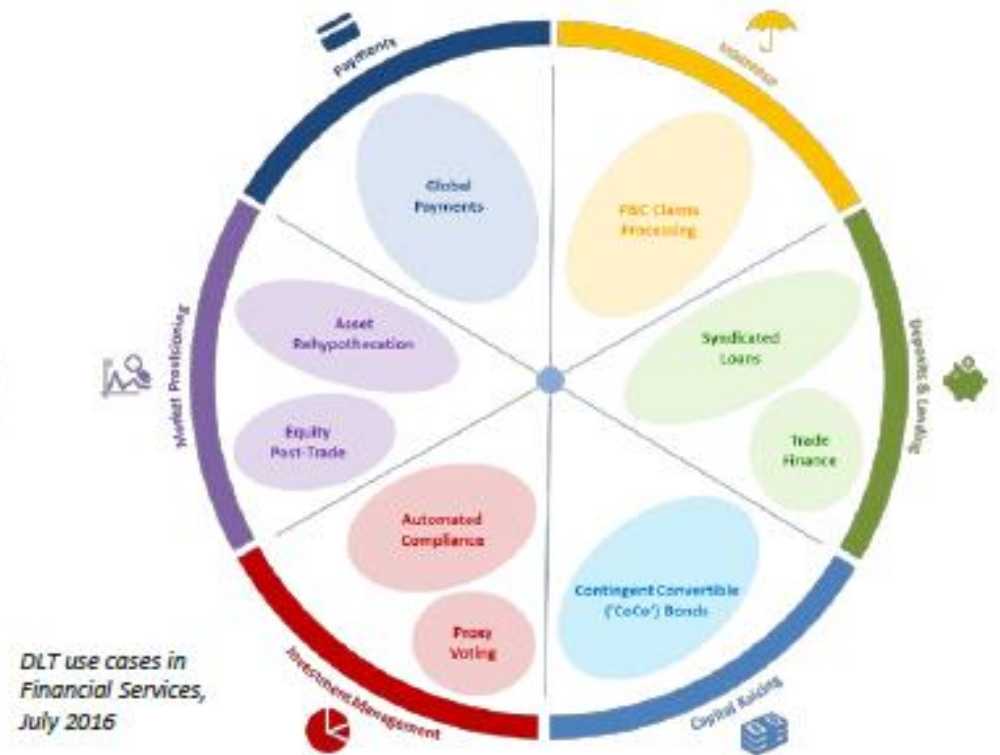 Payments
Insurance
Global
Payments
P&C Claims
Processing
Market Provisioning
Asset
Rehypothecation
Equity
Post-Trade
Syndicated
Loans
Trade
Finance
Deposits & Lending
Automated
Compliance
Proxy
Voting
Contingent Convertible
('CoCo') Bonds
Investment Management
Capital Raising
DLT use cases in
Financial Services,
July 2016